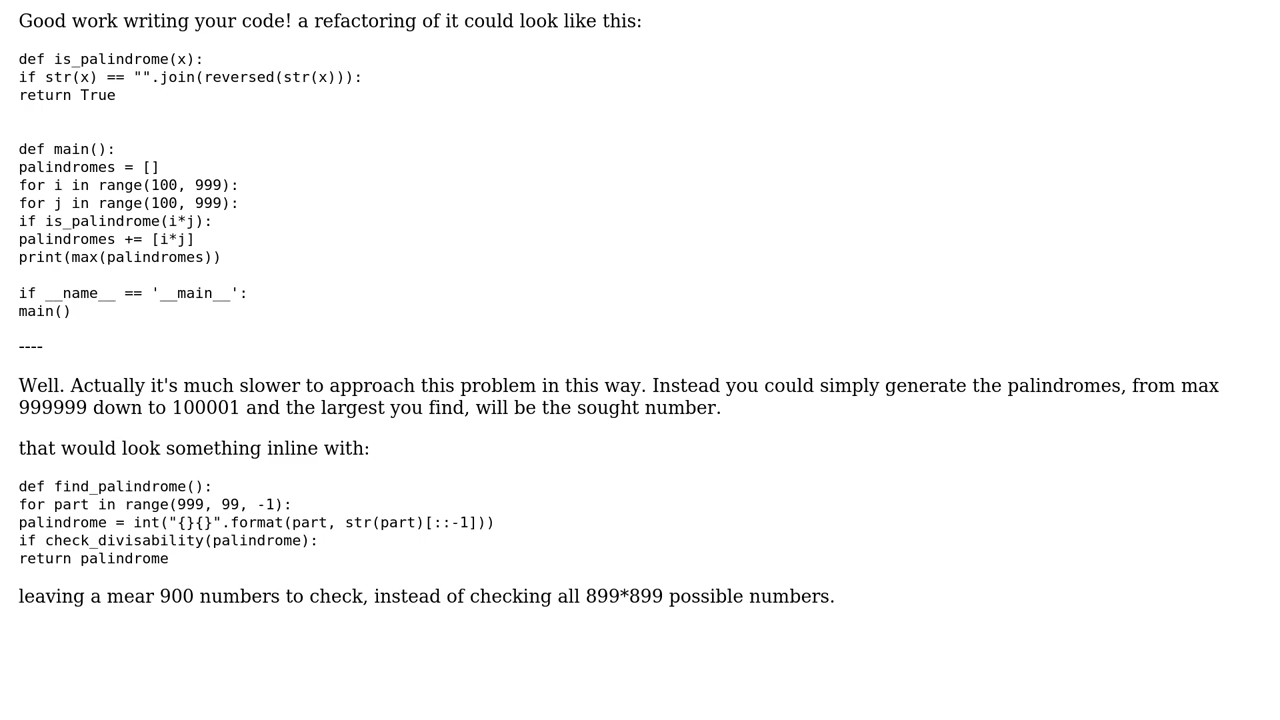 Good work writing your code! a refactoring of it could look like this:
def is_palindrome(x):
if str(x) == "".join(reversed(str(x))):
return True
def main():
palindromes = []
for i in range(100, 999):
for j in range(100, 999):
if is_palindrome(i*j):
palindromes += [i*j]
print(max(palindromes))
if __name__ == '__main__':
main()
----
Well. Actually it's much slower to approach this problem in this way. Instead you could simply generate the palindromes, from max
999999 down to 100001 and the largest you find, will be the sought number.
that would look something inline with:
def find_palindrome():
for part in range(999, 99, -1):
palindrome = int("{}{}".format(part, str(part)[::-1]))
if check_divisability(palindrome):
return palindrome
leaving a mear 900 numbers to check, instead of checking all 899*899 possible numbers.